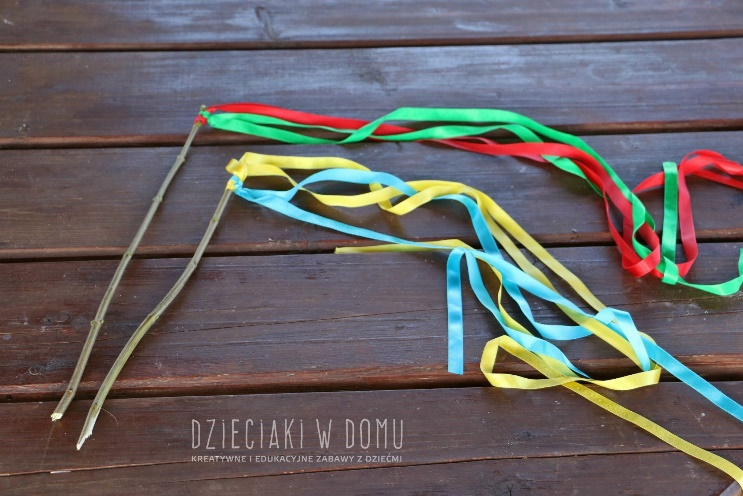 DZIECIAKI W DOMU
KREATYWNE I EDUKACYJNE ZABAWY Z DZIEĆMI